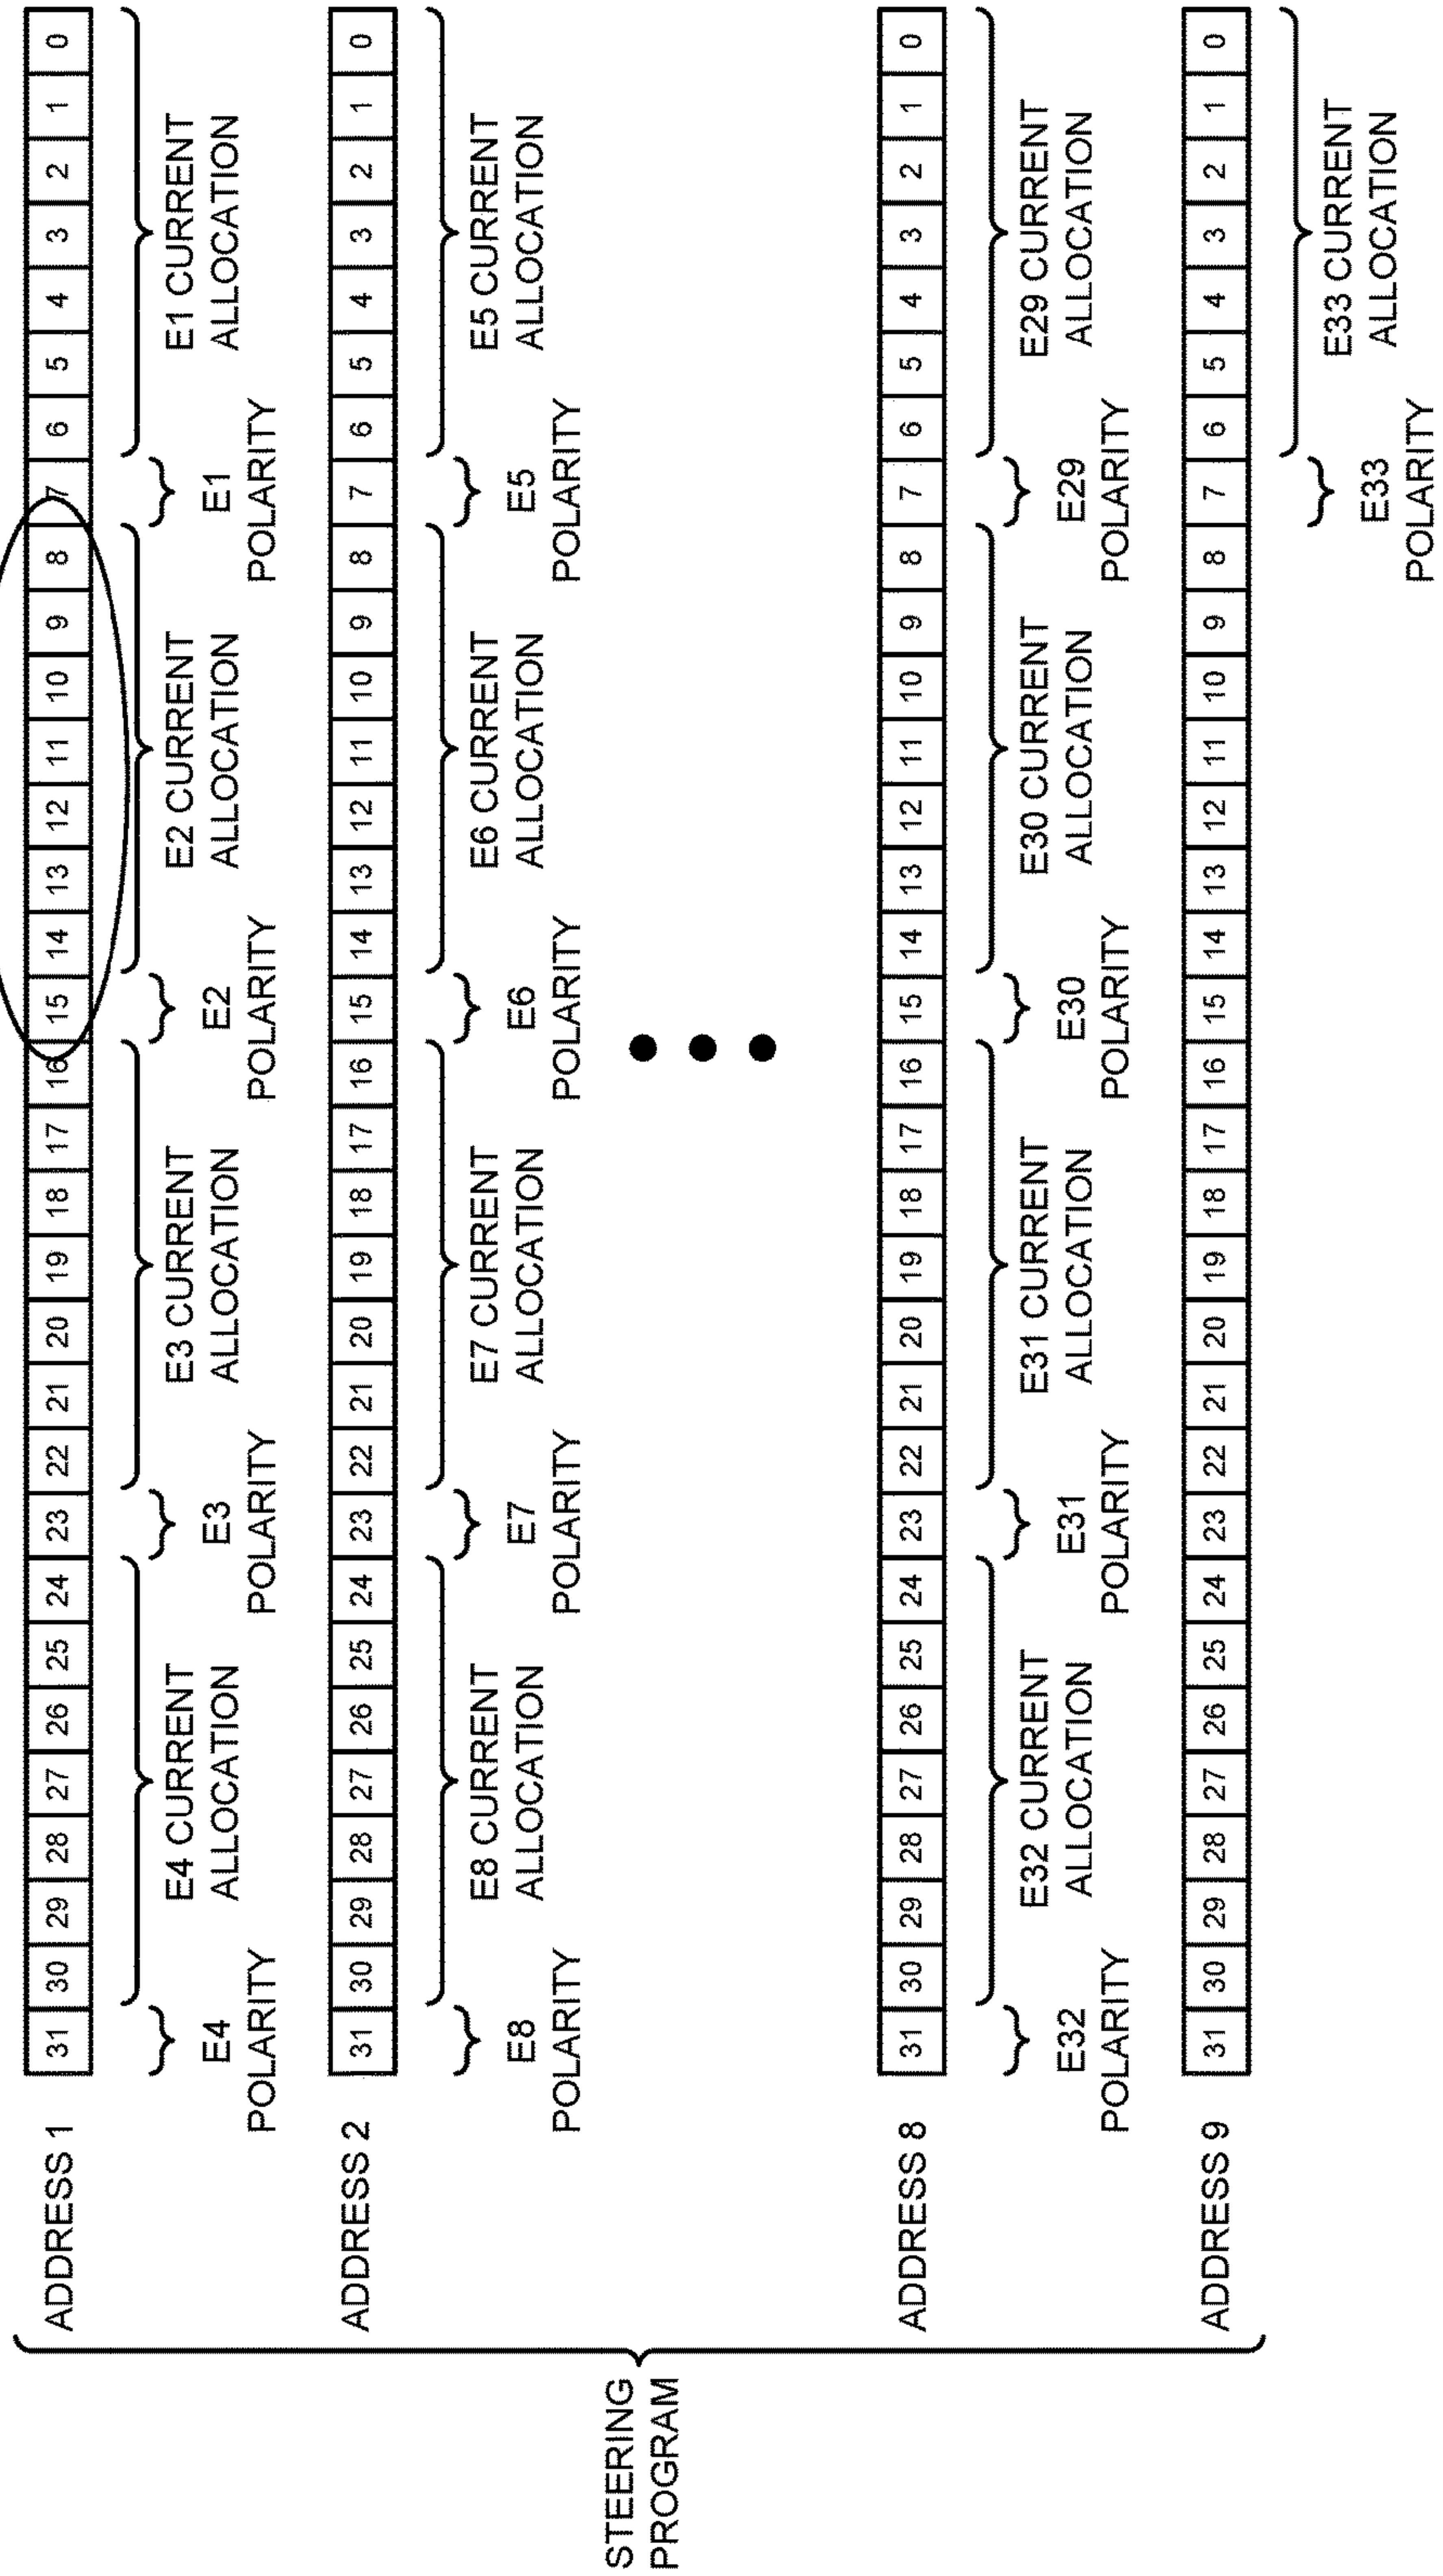 STEERING
PROGRAM
ADDRESS 1
31 30 29 28 27 26 25 24 23 22 21 20 19 18 17 16 15 14 13 12 11 10 9 8 7 6 5 4 3 2 1 0
E4
POLARITY
E4 CURRENT
ALLOCATION
E3
POLARITY
E3 CURRENT
ALLOCATION
E2
POLARITY
E2 CURRENT
ALLOCATION
E1
POLARITY
E1 CURRENT
ALLOCATION
ADDRESS 2
31 30 29 28 27 26 25 24 23 22 21 20 19 18 17 16 15 14 13 12 11 10 9 8 7 6 5 4 3 2 1 0
E8
POLARITY
E8 CURRENT
ALLOCATION
E7
POLARITY
E7 CURRENT
ALLOCATION
E6
POLARITY
E6 CURRENT
ALLOCATION
E5
POLARITY
E5 CURRENT
ALLOCATION
ADDRESS 8
31 30 29 28 27 26 25 24 23 22 21 20 19 18 17 16 15 14 13 12 11 10 9 8 7 6 5 4 3 2 1 0
E32
POLARITY
E32 CURRENT
ALLOCATION
E31
POLARITY
E31 CURRENT
ALLOCATION
E30
POLARITY
E30 CURRENT
ALLOCATION
E29
POLARITY
E29 CURRENT
ALLOCATION
ADDRESS 9
31 30 29 28 27 26 25 24 23 22 21 20 19 18 17 16 15 14 13 12 11 10 9 8 7 6 5 4 3 2 1 0
E33
POLARITY
E33 CURRENT
ALLOCATION